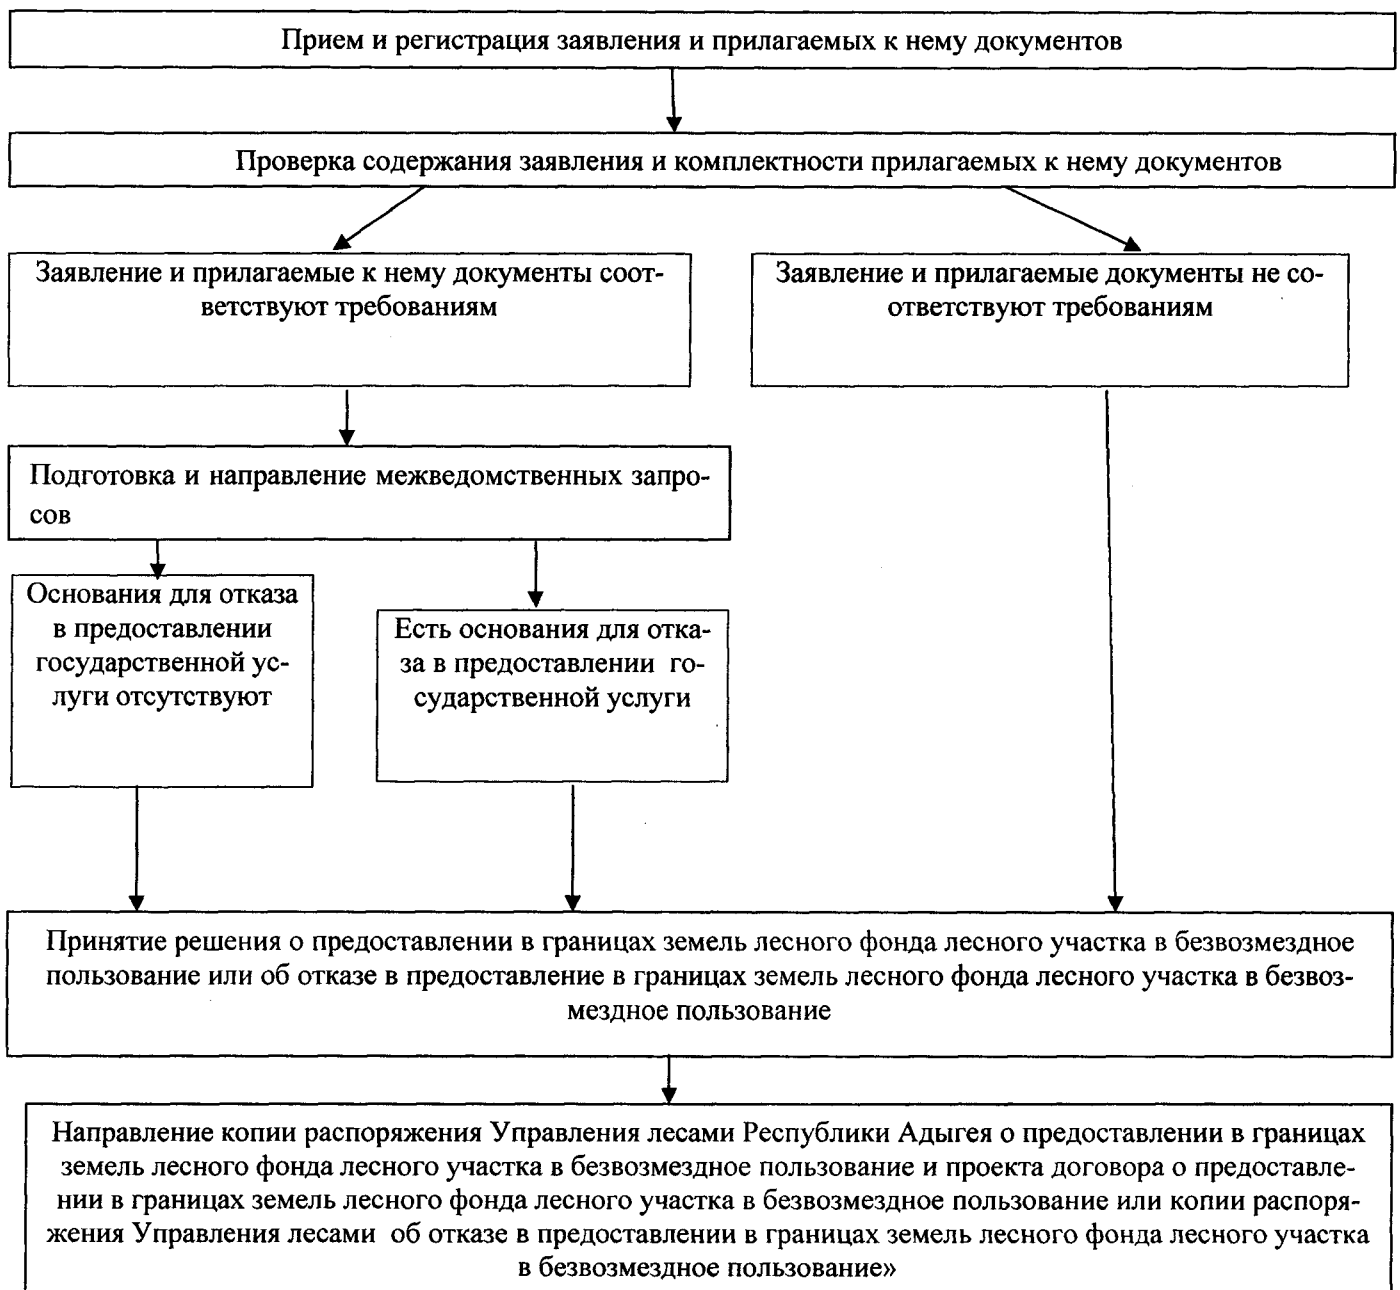 Прием и регистрация заявления и прилагаемых к нему документов
Проверка содержания заявления и комплектности прилагаемых к нему документов
Заявление и прилагаемые к нему документы соот-
ветствуют требованиям
Заявление и прилагаемые документы не со-
ответствуют требованиям
Подготовка и направление межведомственных запро-
сов
Основания для отказа
в предоставлении
государственной ус-
луги отсутствуют
Есть основания для отка-
за в предоставлении го-
сударственной услуги
Принятие решения о предоставлении в границах земель лесного фонда лесного участка в безвозмездное
пользование или об отказе в предоставление в границах земель лесного фонда лесного участка в безвоз-
мездное пользование
Направление копии распоряжения Управления лесами Республики Адыгея о предоставлении в границах
земель лесного фонда лесного участка в безвозмездное пользование и проекта договора о предоставле-
нии в границах земель лесного фонда лесного участка в безвозмездное пользование или копии распоря-
жения Управления лесами об отказе в предоставлении в границах земель лесного фонда лесного участка
в безвозмездное пользование»